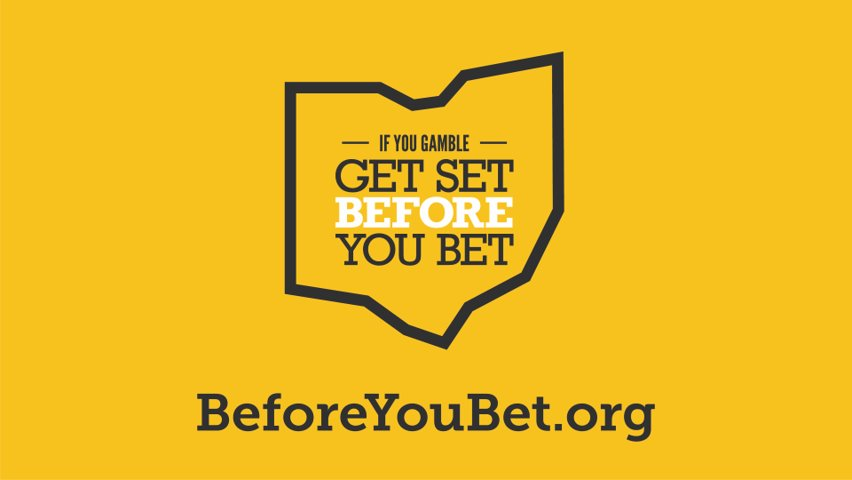 IF YOU GAMBLE
GET SET
BEFORE
YOU BET
BeforeYouBet.org